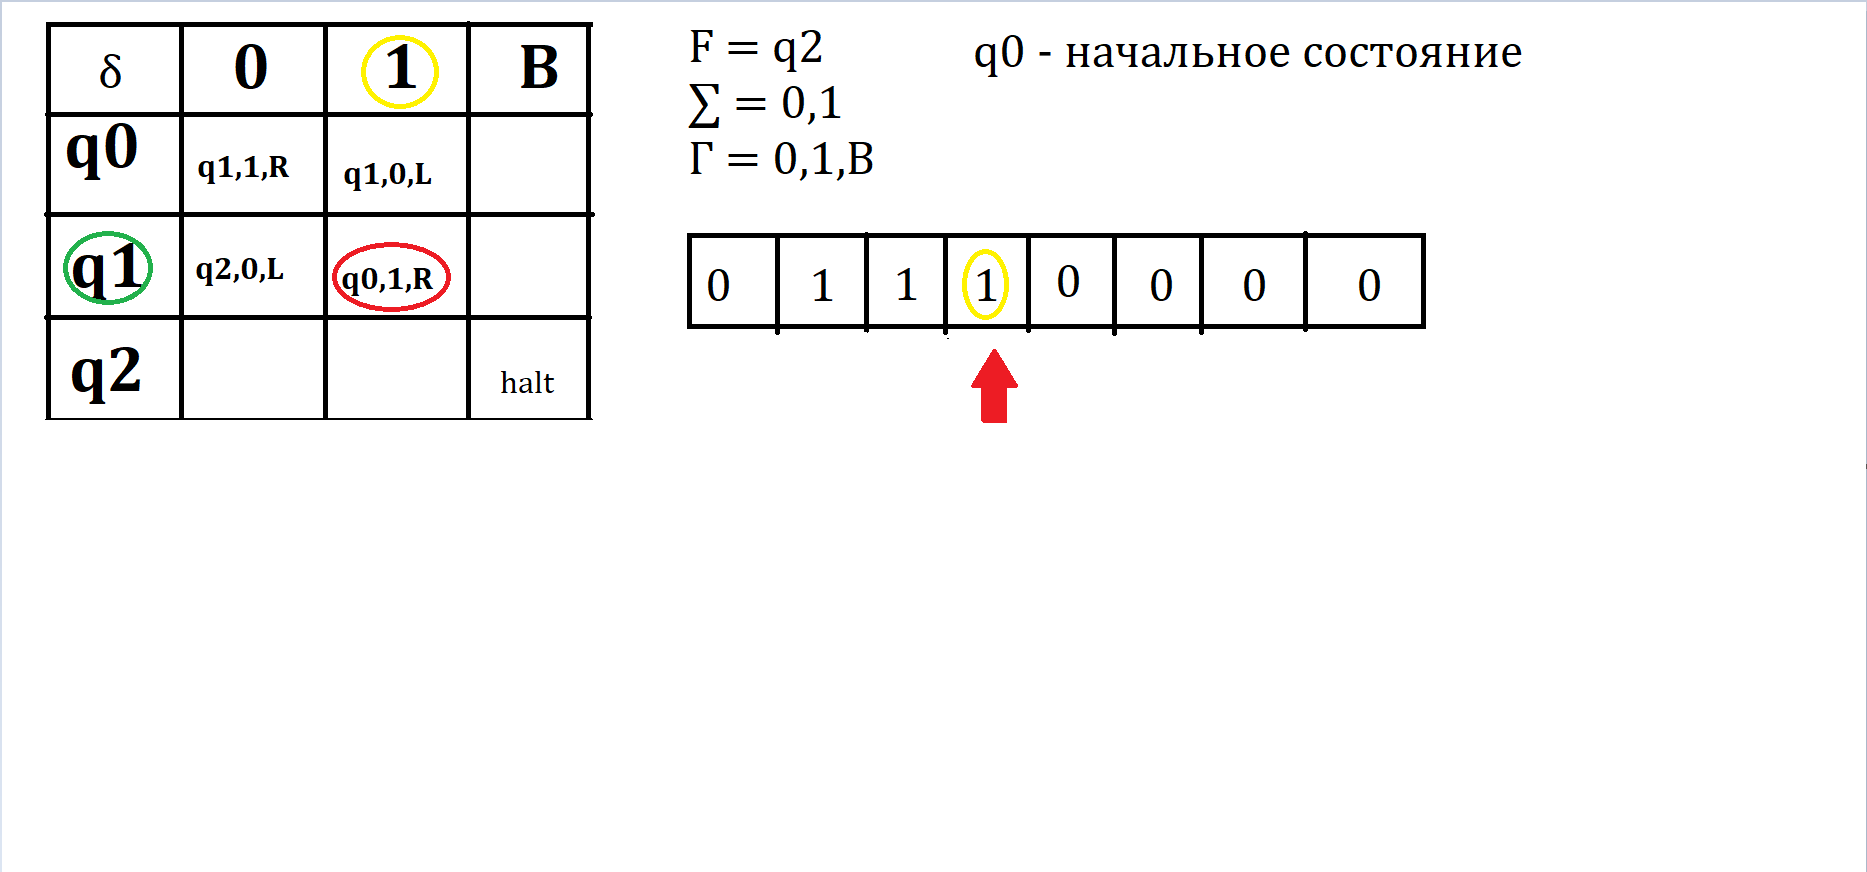 δ 0 1 B
q0 q1,1,R q1,0,L
q1 q2,0,L q0,1,R
q2 halt
F = q2
∑ = 0,1
Γ = 0,1,B
q0 - начальное состояние
0 1 1 1 0 0 0 0